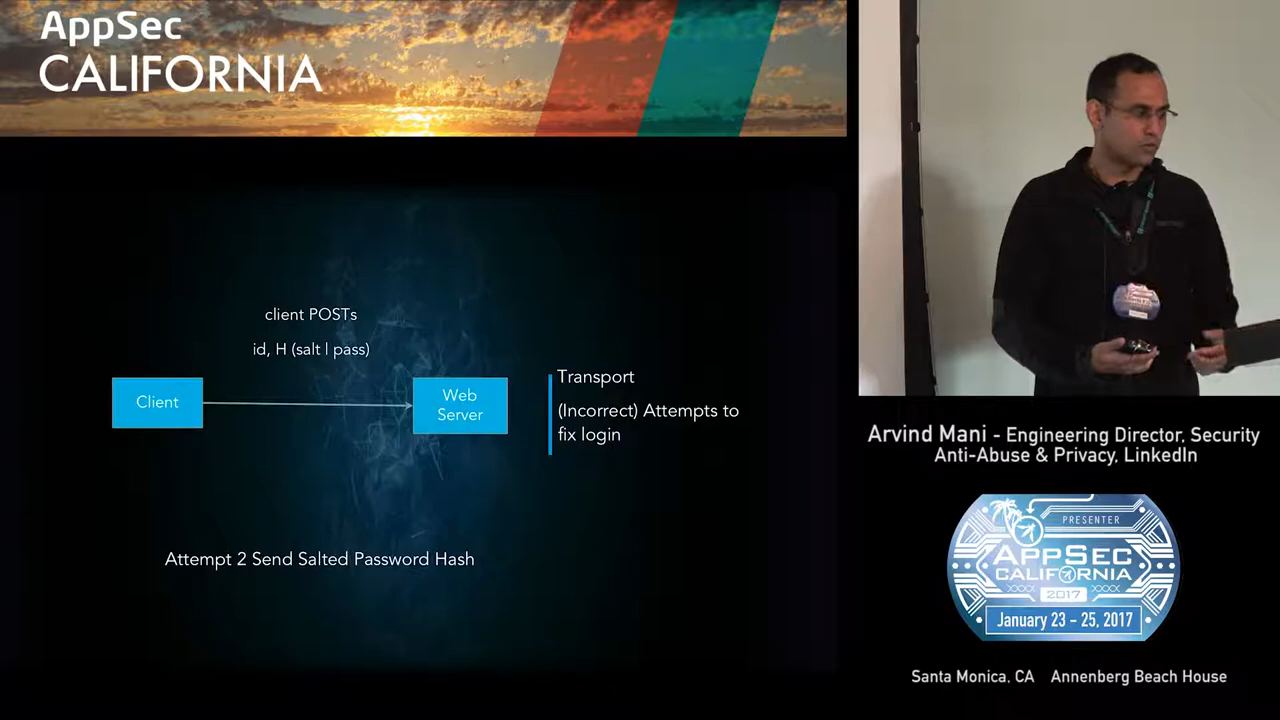 AppSec
CALIFORNIA
client POSTs
id, H (salt | pass)
Client
Web
Server
Transport
(Incorrect) Attempts to
fix login
Attempt 2 Send Salted Password Hash
Arvind Mani - Engineering Director, Security
Anti-Abuse & Privacy, LinkedIn
PRESENTER
APPSEC
CALIFORNIA
2017
January 23 - 25, 2017
Santa Monica, CA Annenberg Beach House